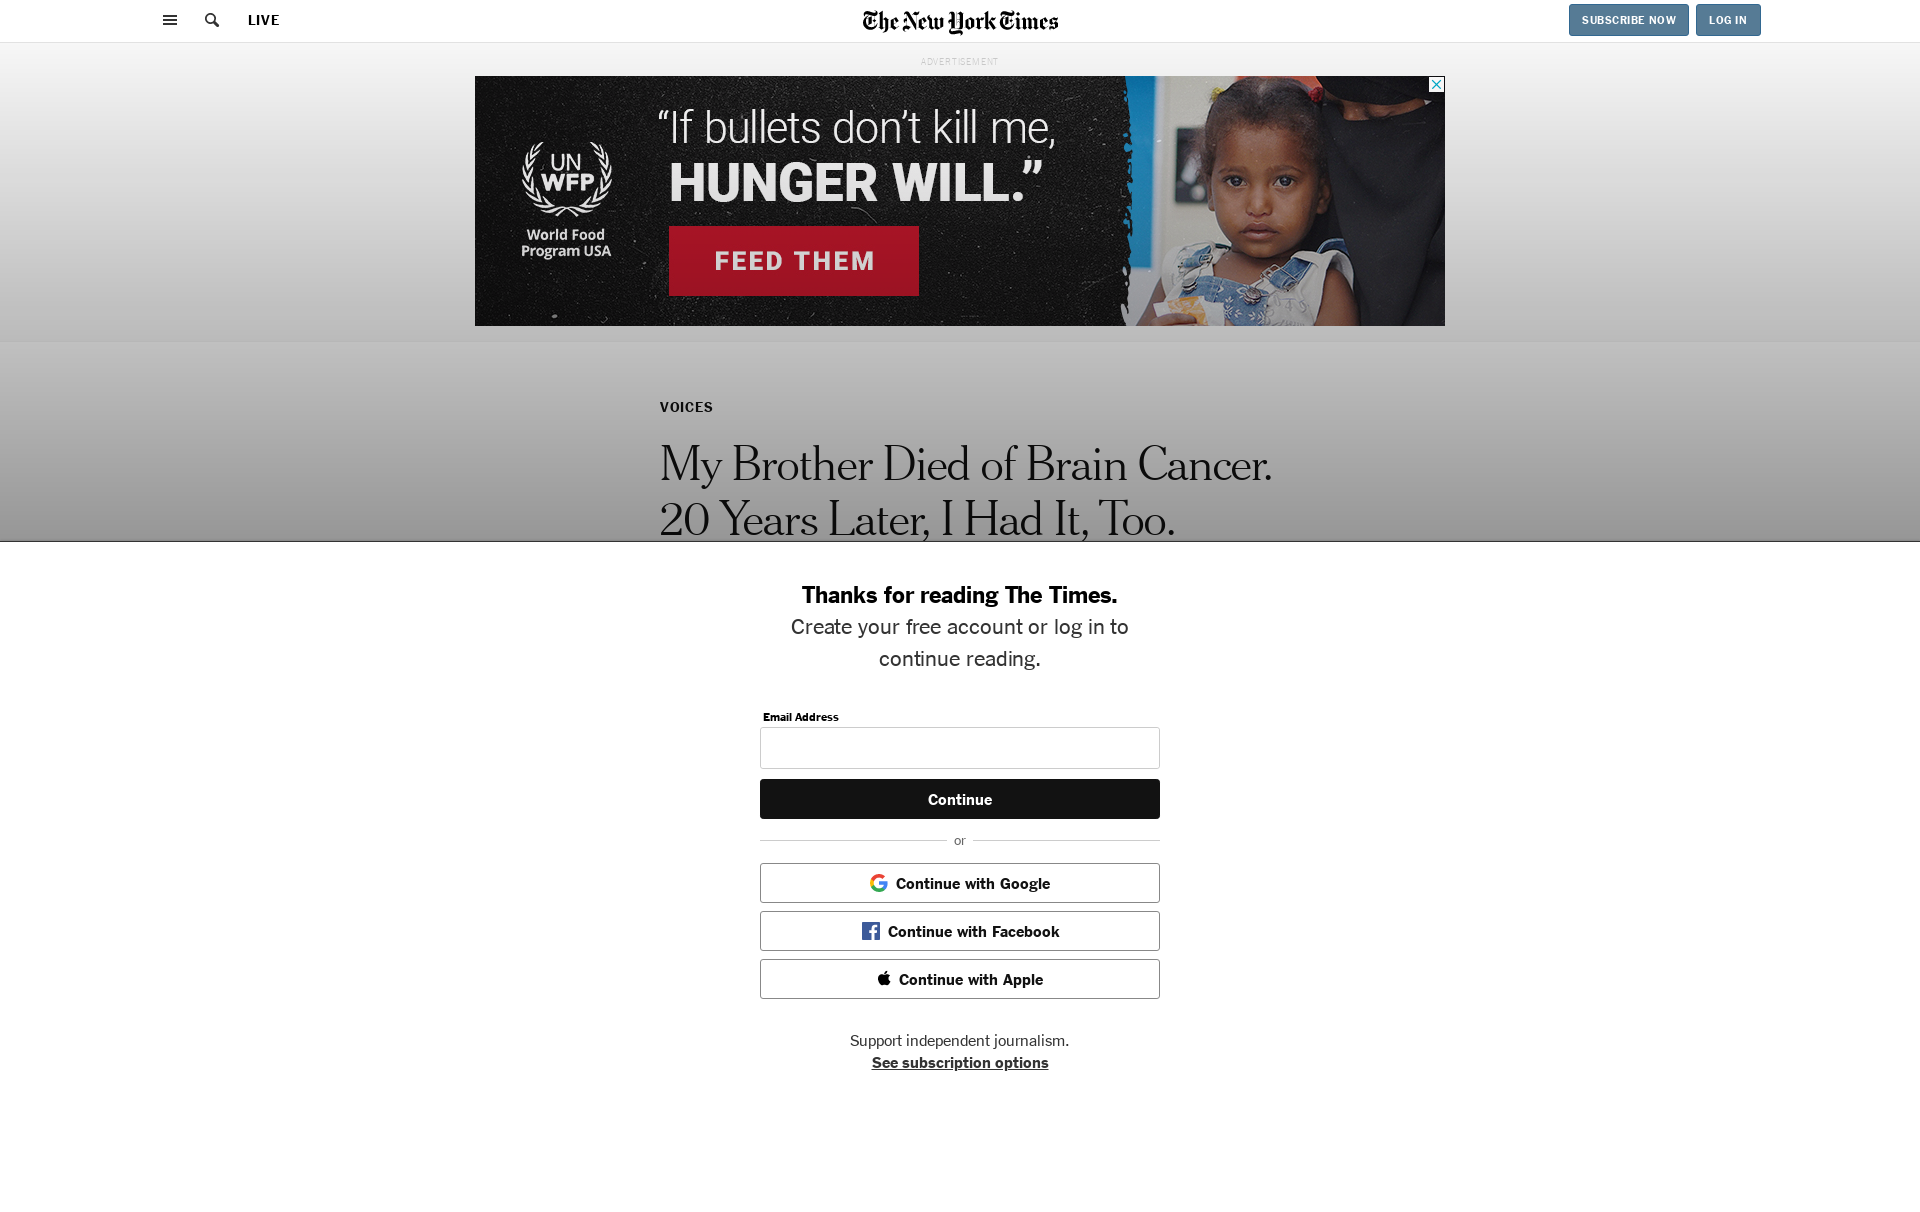 LIVE
The New York Times
SUBSCRIBE NOW
LOG IN
ADVERTISEMENT
UN
WFP
World Food
Program USA
“If bullets don’t kill me,
HUNGER WILL.”
FEED THEM
VOICES
My Brother Died of Brain Cancer.
20 Years Later, I Had It, Too.
Thanks for reading The Times.
Create your free account or log in to
continue reading.
Email Address
Continue
or
Continue with Google
Continue with Facebook
Continue with Apple
Support independent journalism.
See subscription options